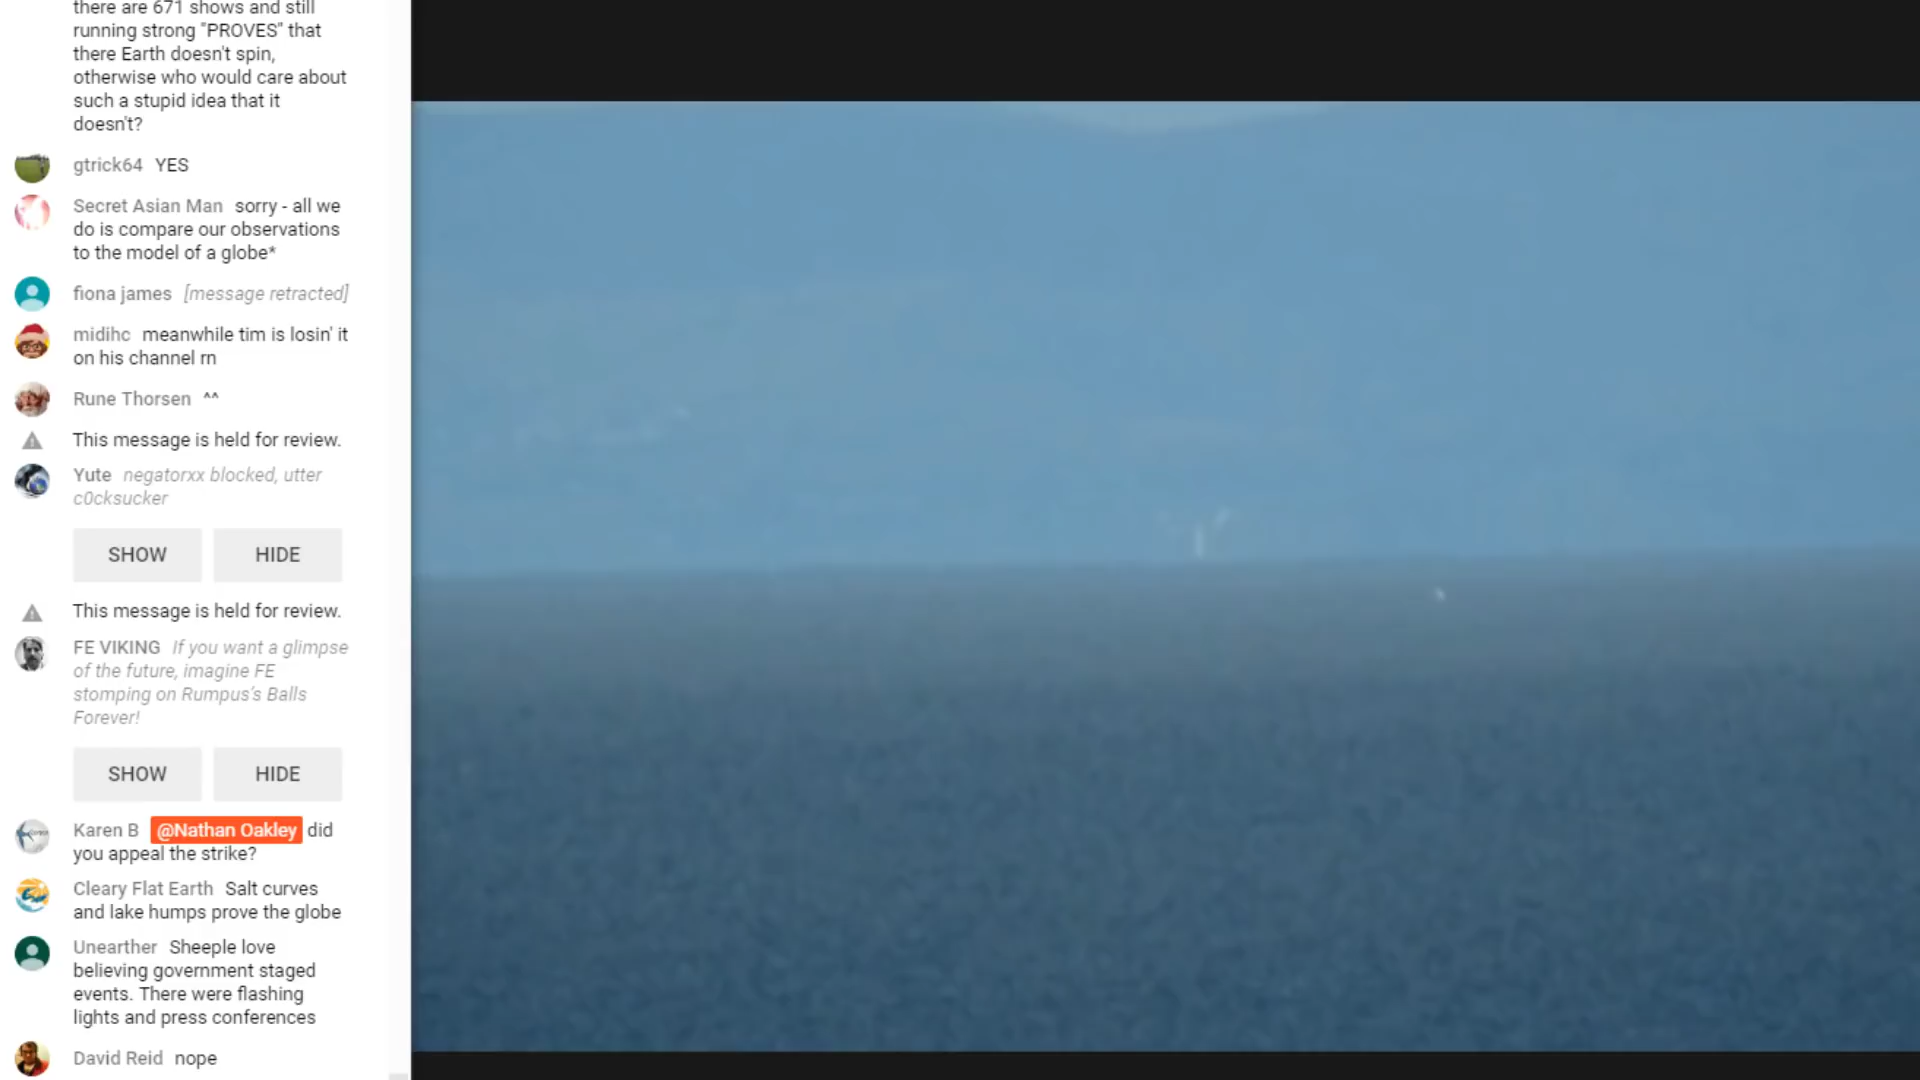 there are 671 shows and still
running strong "PROVES" that
there Earth doesn't spin,
otherwise who would care about
such a stupid idea that it
doesn't?
gtrick64 YES
Secret Asian Man sorry - all we
do is compare our observations
to the model of a globe*
fiona james [message retracted]
midihc meanwhile tim is losin' it
on his channel rn
Rune Thorsen ^^
This message is held for review.
Yute negatorxx blocked, utter
c0cksucker
SHOW HIDE
This message is held for review.
FE VIKING If you want a glimpse
of the future, imagine FE
stomping on Rumpus's Balls
Forever!
SHOW HIDE
Karen B @Nathan Oakley did
you appeal the strike?
Cleary Flat Earth Salt curves
and lake humps prove the globe
Unearther Sheeple love
believing government staged
events. There were flashing
lights and press conferences
David Reid nope